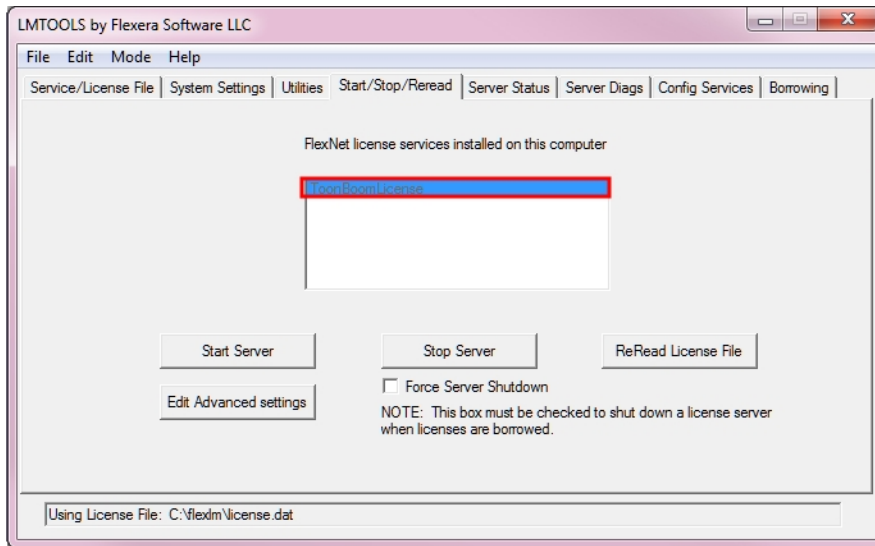 LMTOOLS by Flexera Software LLC
File Edit Mode Help
Service/License File System Settings Utilities Start/Stop/Reread Server Status Server Diags Config Services Borrowing
FlexNet license services installed on this computer
ToonBoomLicense
Start Server Stop Server ReRead License File
Force Server Shutdown
Edit Advanced settings
NOTE: This box must be checked to shut down a license server
when licenses are borrowed.
Using License File: C:\flexlm\license.dat